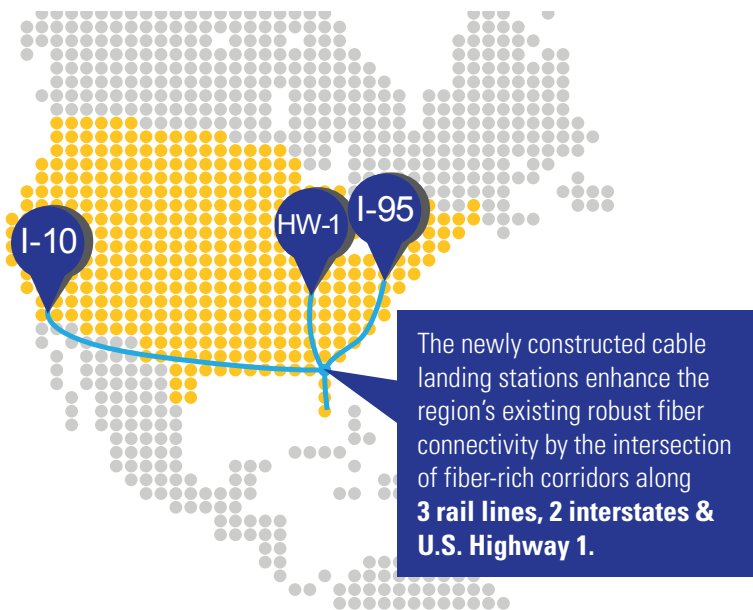 I-10
HW-1
I-95
The newly constructed cable
landing stations enhance the
region’s existing robust fiber
connectivity by the intersection
of fiber-rich corridors along
3 rail lines, 2 interstates &
U.S. Highway 1.